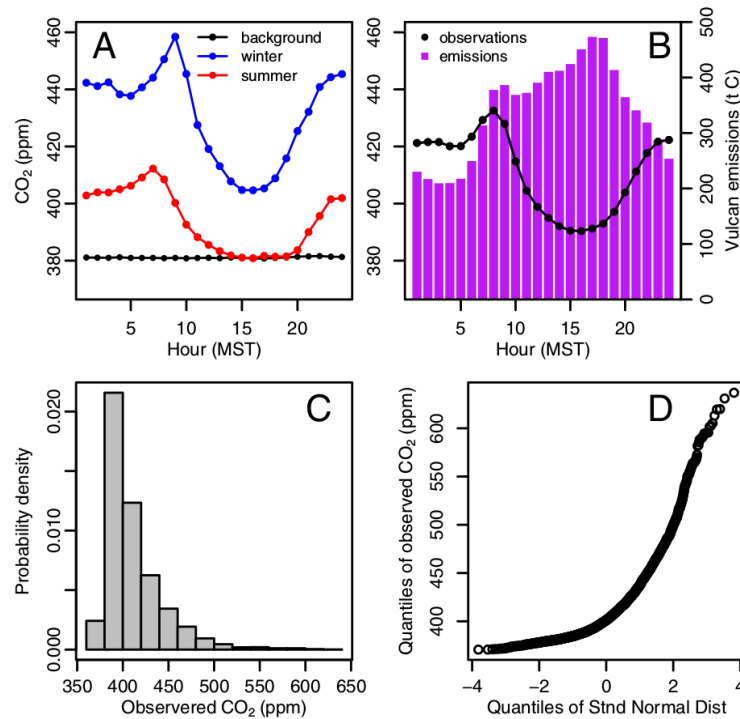 A
background
winter
summer
CO₂ (ppm)
460
440
420
400
380
5
10
15
20
Hour (MST)
B
observations
emissions
460
440
420
400
380
500
400
300
200
100
0
Vulcan emissions (t C)
5
10
15
20
Hour (MST)
C
Probability density
0.020
0.010
0.000
350
400
450
500
550
600
650
Observered CO₂ (ppm)
D
Quantiles of observed CO₂ (ppm)
600
550
500
450
400
−4
−2
0
2
4
Quantiles of Stnd Normal Dist